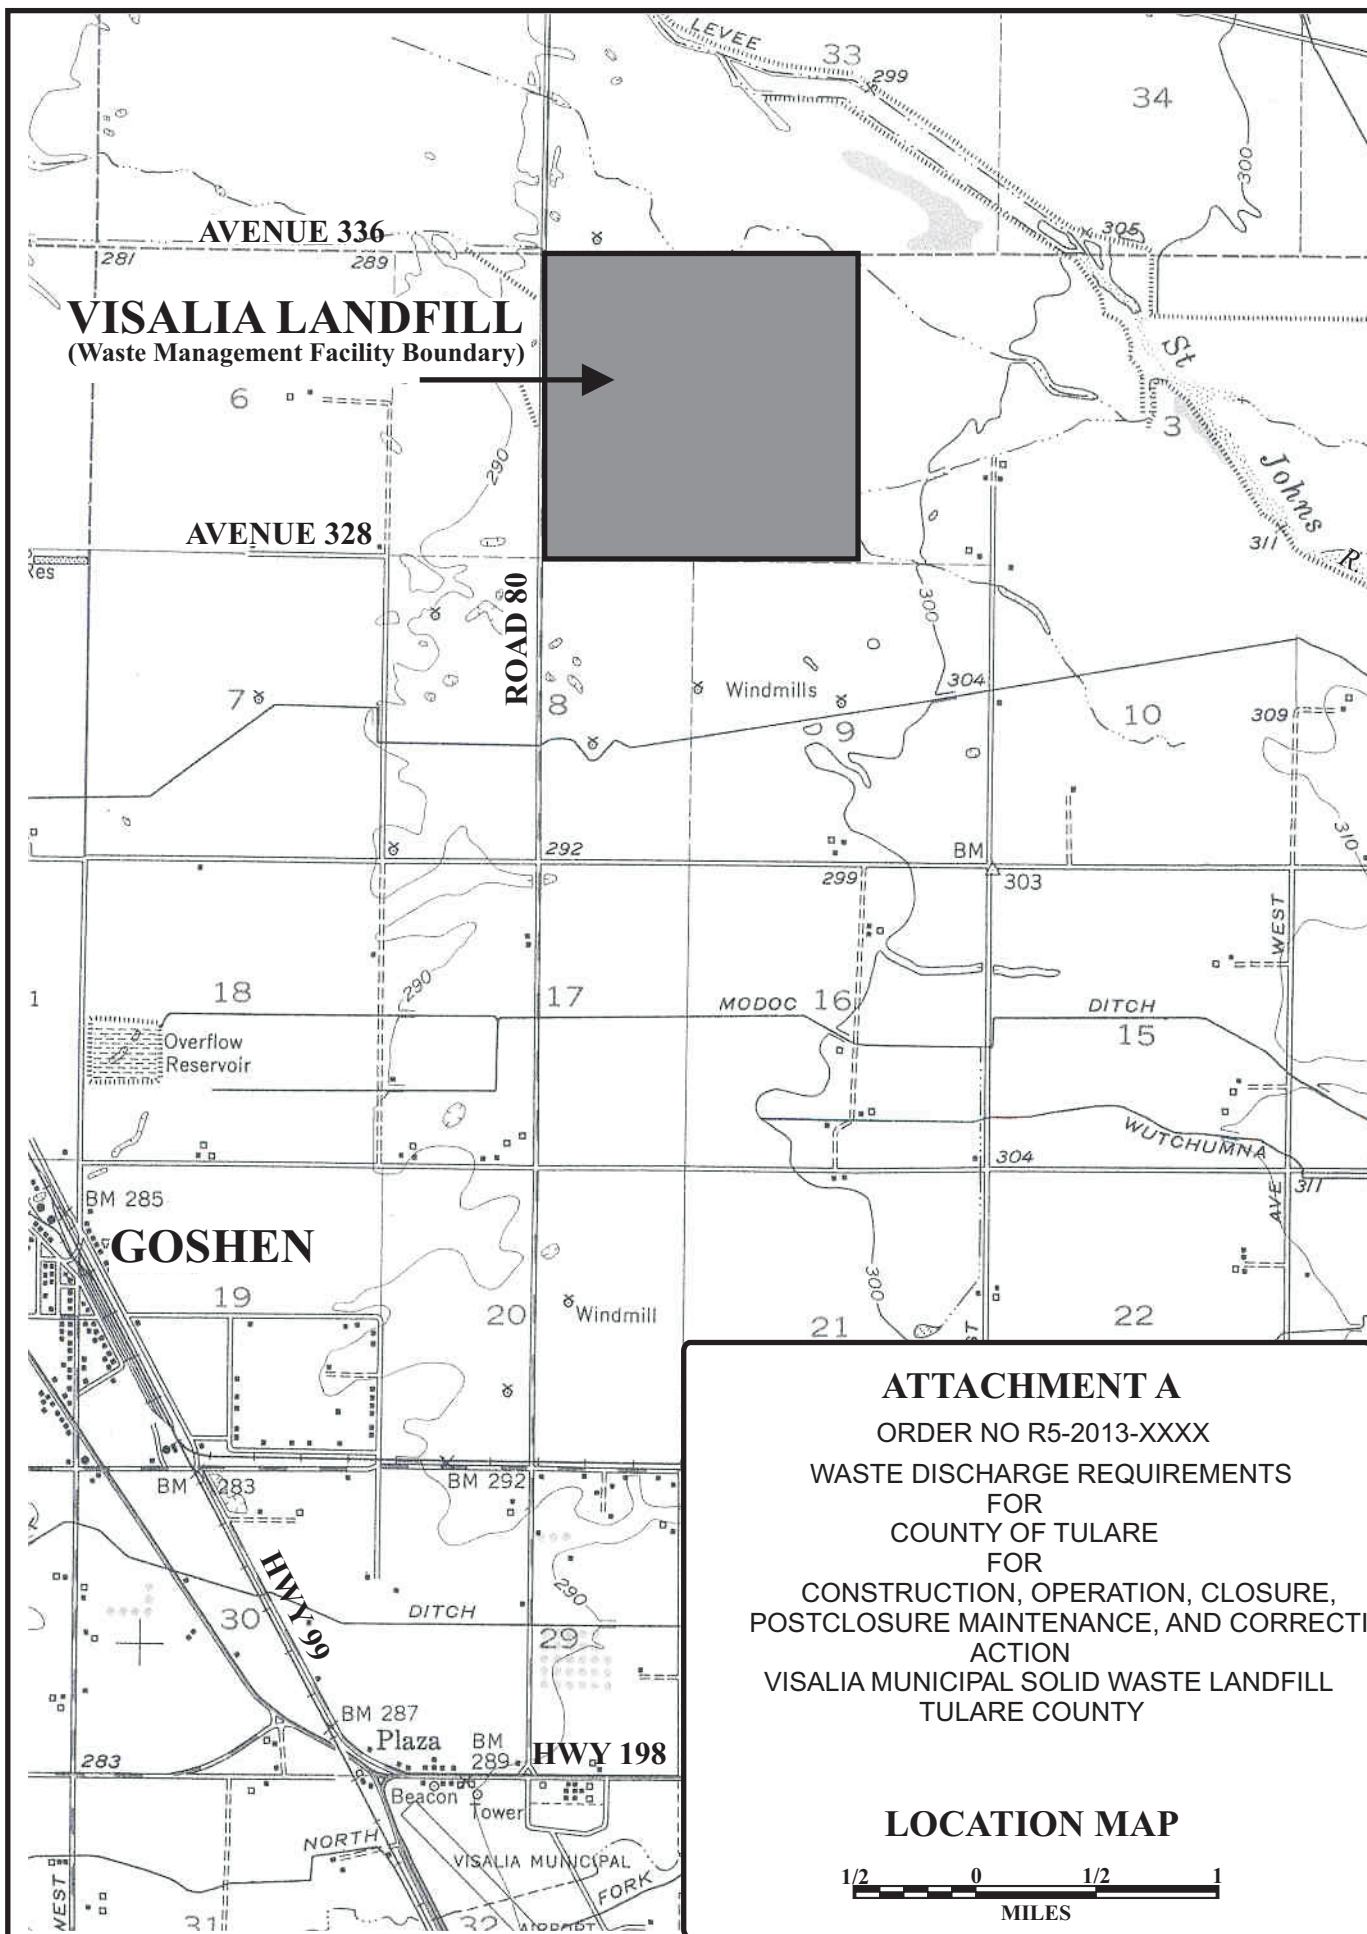 LEVEE
33
299
34
300
AVENUE 336
281
289
305
VISALIA LANDFILL
(Waste Management Facility Boundary)
St
6
3
290
Johns
AVENUE 328
311
R.
Res
ROAD 80
300
7
8
Windmills
304
9
10
309
310
292
BM
299
303
WEST
1
18
290
17
MODOC
16
DITCH
15
Overflow
Reservoir
WUTCHUMNA
304
BM 285
AVE
311
GOSHEN
19
20
Windmill
300
21
22
ST
BM 283
BM 292
HWY 99
290
DITCH
30
29
BM 287
Plaza
BM
289
HWY 198
283
Beacon
Tower
NORTH
VISALIA MUNICIPAL
FORK
WEST
31
32
AIRPORT
ATTACHMENT A
ORDER NO R5-2013-XXXX
WASTE DISCHARGE REQUIREMENTS
FOR
COUNTY OF TULARE
FOR
CONSTRUCTION, OPERATION, CLOSURE,
POSTCLOSURE MAINTENANCE, AND CORRECTI
ACTION
VISALIA MUNICIPAL SOLID WASTE LANDFILL
TULARE COUNTY
LOCATION MAP
1/2 0 1/2 1
MILES